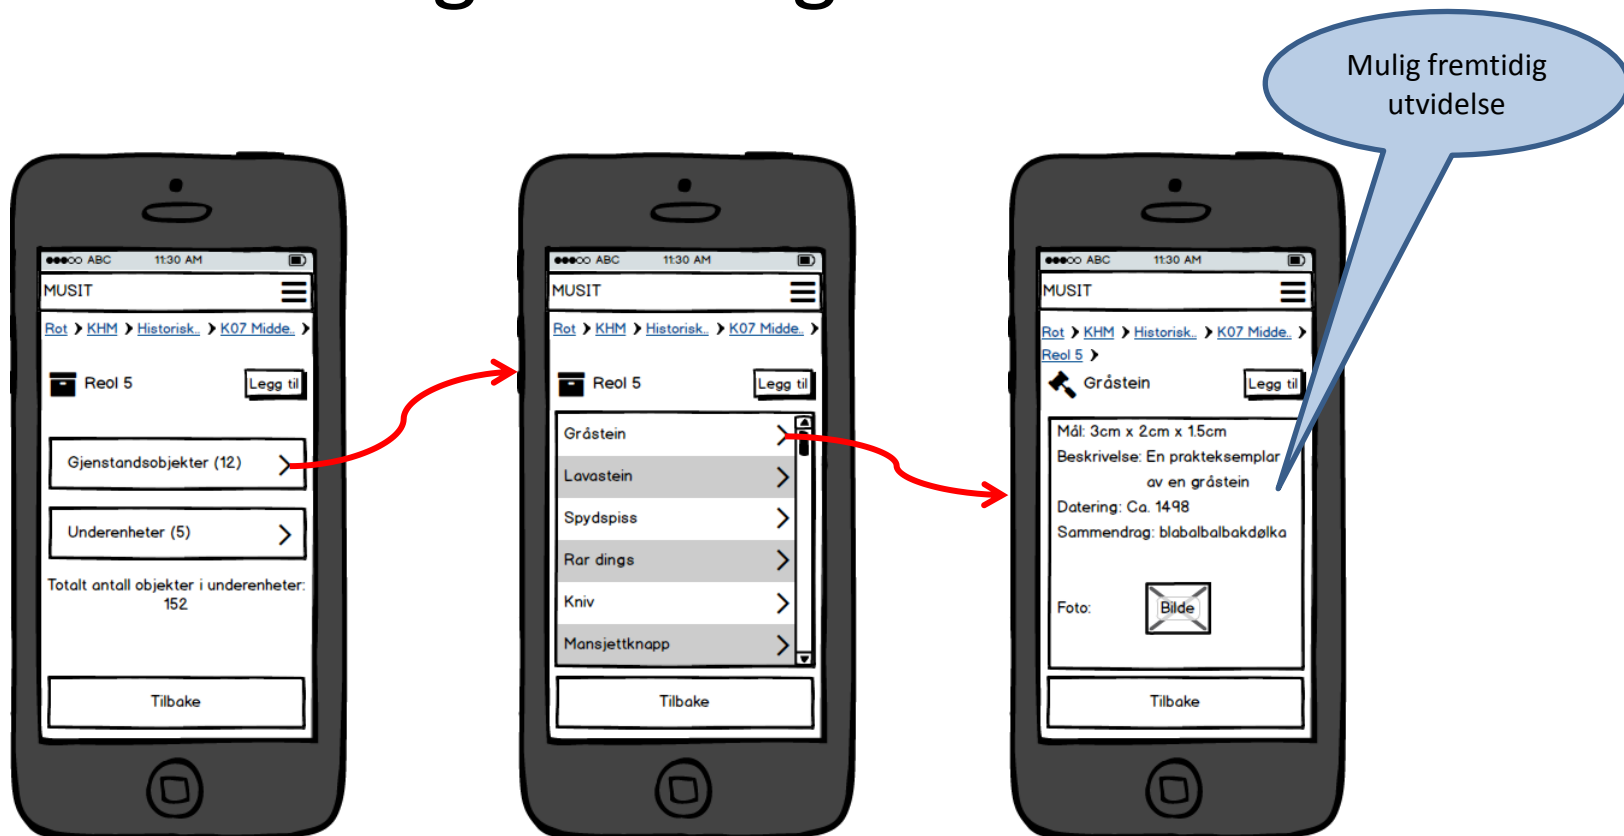 Mulig fremtidig
utvidelse
ABC 11:30 AM
MUSIT
Rot KHM Historisk.. K07 Midde..
Reol 5 Legg til
Gjenstandsobjekter (12)
Underenheter (5)
Totalt antall objekter i underenheter:
152
Tilbake
ABC 11:30 AM
MUSIT
Rot KHM Historisk.. K07 Midde..
Reol 5 Legg til
Gråstein
Lavastein
Spydspiss
Rar dings
Kniv
Mansjettknapp
Tilbake
ABC 11:30 AM
MUSIT
Rot KHM Historisk.. K07 Midde..
Reol 5
Gråstein Legg til
Mål: 3cm x 2cm x 1.5cm
Beskrivelse: En prakteksemplar
av en gråstein
Datering: Ca. 1498
Sammendrag: blabalbalbakdølka
Foto: Bilde
Tilbake